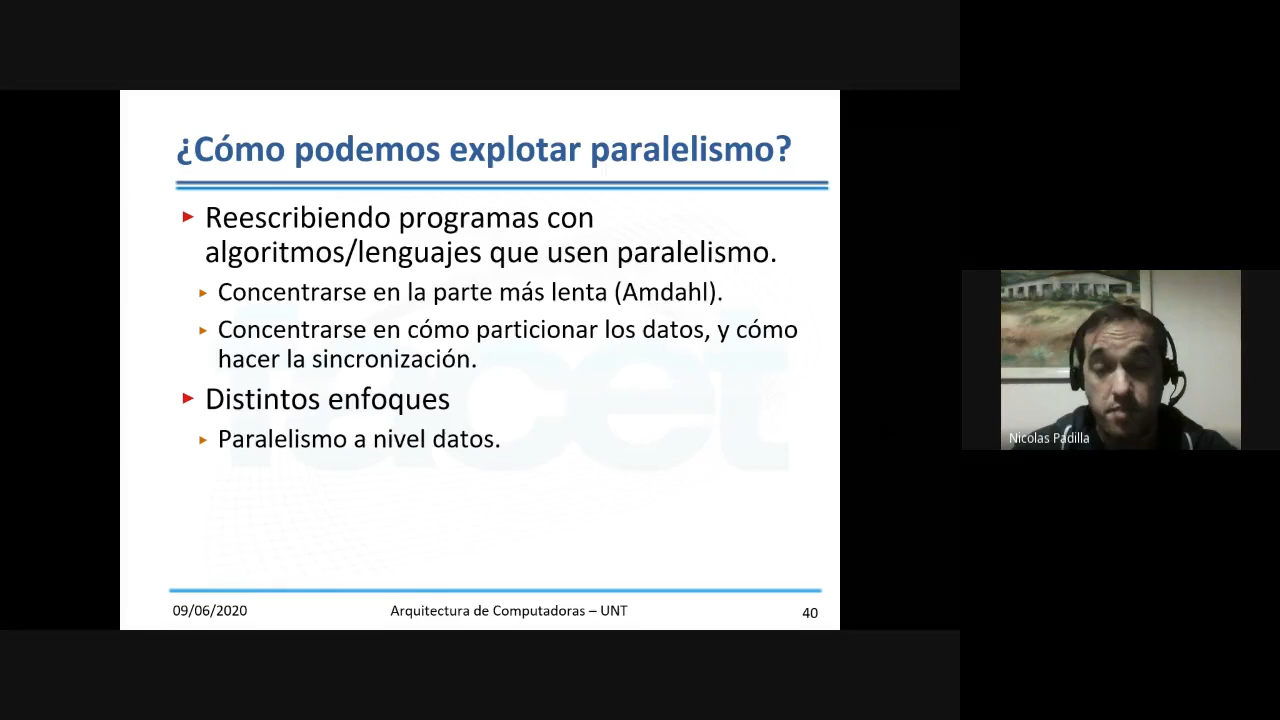 ¿Cómo podemos explotar paralelismo?
Reescribiendo programas con
algoritmos/lenguajes que usen paralelismo.
Concentrarse en la parte más lenta (Amdahl).
Concentrarse en cómo particionar los datos, y cómo
hacer la sincronización.
Distintos enfoques
Paralelismo a nivel datos.
facet
09/06/2020
Arquitectura de Computadoras – UNT
40
Nicolas Padilla